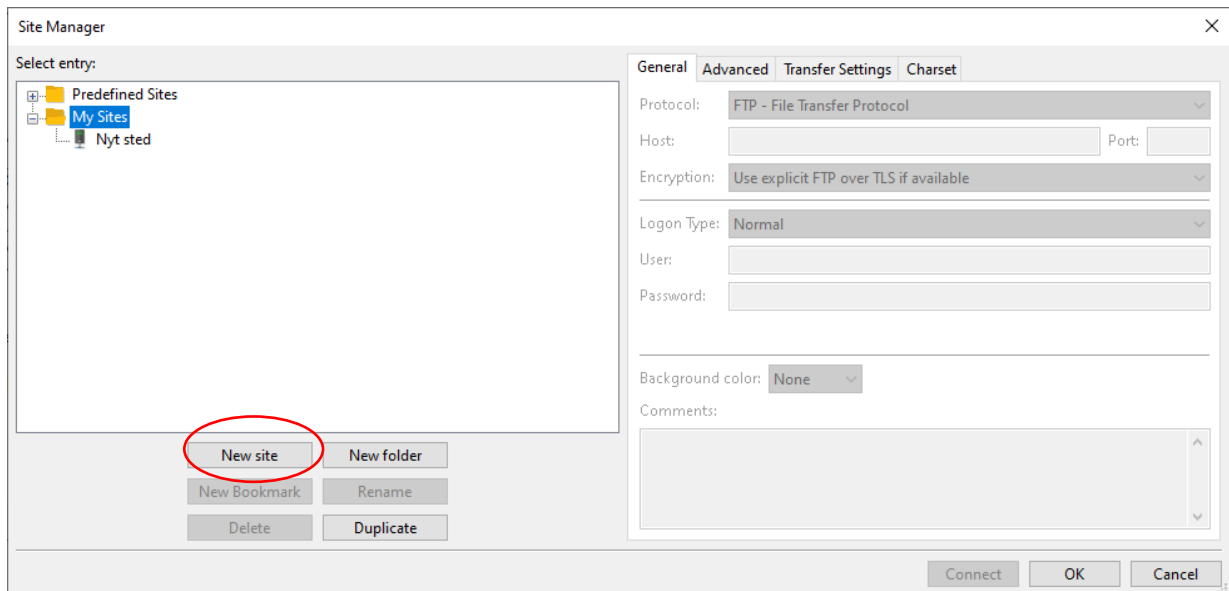 Site Manager
Select entry:
Predefined Sites
My Sites
Nyt sted
New site New folder
New Bookmark Rename
Delete Duplicate
General Advanced Transfer Settings Charset
Protocol: FTP - File Transfer Protocol
Host: Port:
Encryption: Use explicit FTP over TLS if available
Logon Type: Normal
User:
Password:
Background color: None
Comments:
Connect OK Cancel